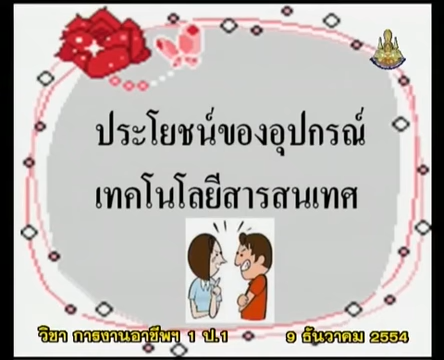 ประโยชน์ของอุปกรณ์
เทคโนโลยีสารสนเทศ
วิชา การงานอาชีพฯ 1 ป.1 9 ธันวาคม 2554